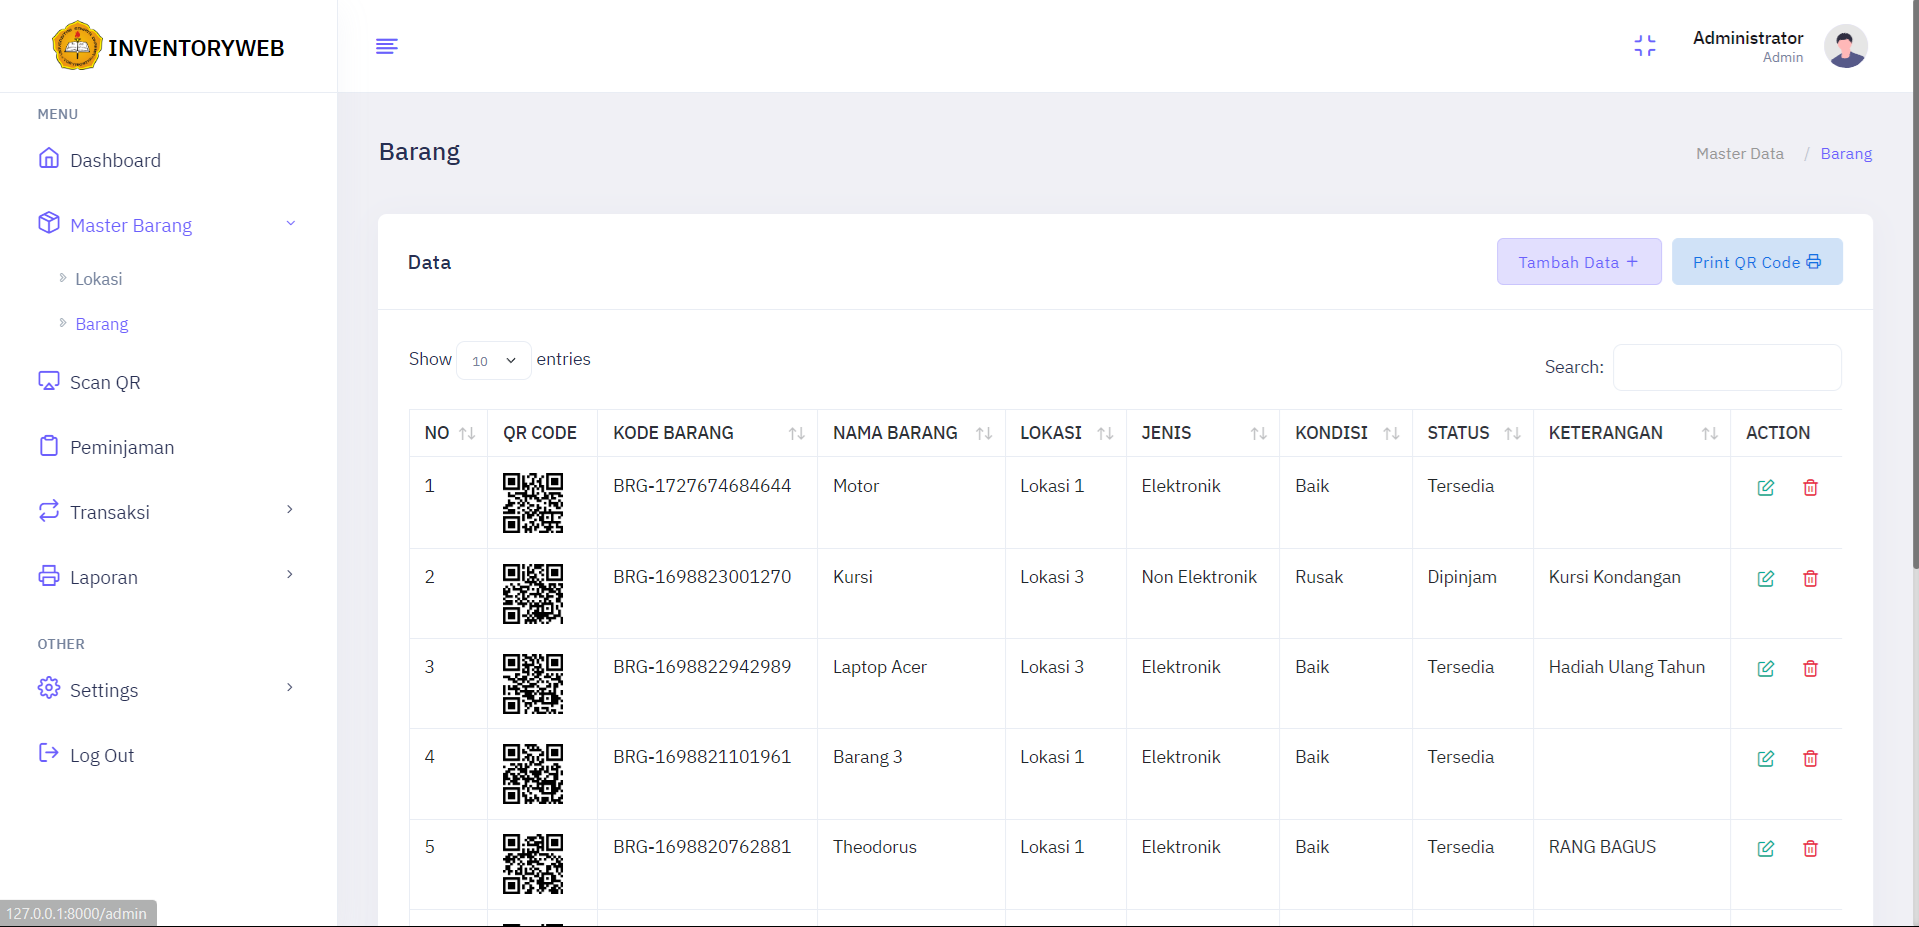 INVENTORYWEB
Administrator
Admin
MENU
Dashboard
Master Barang
Lokasi
Barang
Scan QR
Peminjaman
Transaksi
Laporan
OTHER
Settings
Log Out
Barang
Master Data / Barang
Data
Tambah Data +
Print QR Code
Show 10 entries
Search:
NO QR CODE KODE BARANG NAMA BARANG LOKASI JENIS KONDISI STATUS KETERANGAN ACTION
1 BRG-1727674684644 Motor Lokasi 1 Elektronik Baik Tersedia
2 BRG-1698823001270 Kursi Lokasi 3 Non Elektronik Rusak Dipinjam Kursi Kondangan
3 BRG-1698822942989 Laptop Acer Lokasi 3 Elektronik Baik Tersedia Hadiah Ulang Tahun
4 BRG-1698821101961 Barang 3 Lokasi 1 Elektronik Baik Tersedia
5 BRG-1698820762881 Theodorus Lokasi 1 Elektronik Baik Tersedia RANG BAGUS
127.0.0.1:8000/admin